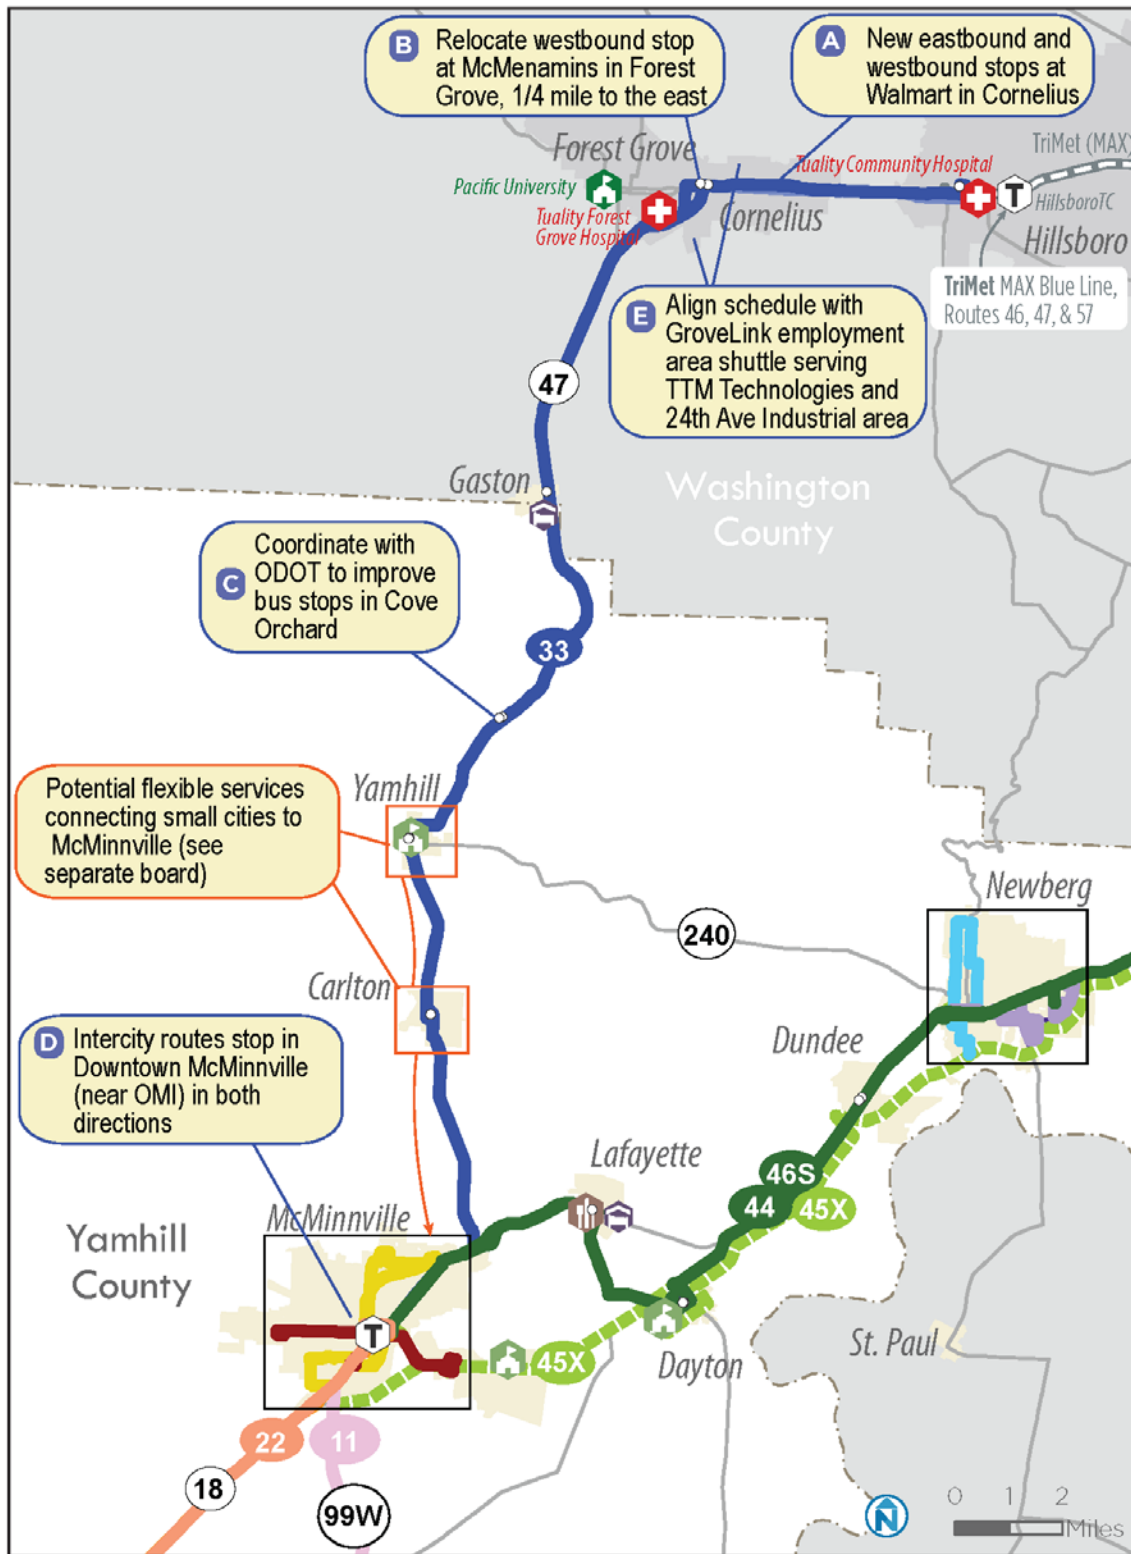 B Relocate westbound stop
at McMenamins in Forest
Grove, 1/4 mile to the east
A New eastbound and
westbound stops at
Walmart in Cornelius
Forest Grove
TriMet (MAX)
Tuality Community Hospital
Pacific University
Tuality Forest
Grove Hospital
Cornelius
T
HillsboroTC
Hillsboro
TriMet MAX Blue Line,
Routes 46, 47, & 57
E Align schedule with
GroveLink employment
area shuttle serving
TTM Technologies and
24th Ave Industrial area
47
Gaston
Washington
County
C Coordinate with
ODOT to improve
bus stops in Cove
Orchard
33
Potential flexible services
connecting small cities to
McMinnville (see
separate board)
Yamhill
240
Newberg
Carlton
D Intercity routes stop in
Downtown McMinnville
(near OMI) in both
directions
Dundee
Lafayette
46S
44
45X
McMinnville
Yamhill
County
T
45X
Dayton
St. Paul
22
11
18
99W
N
0 1 2
Miles